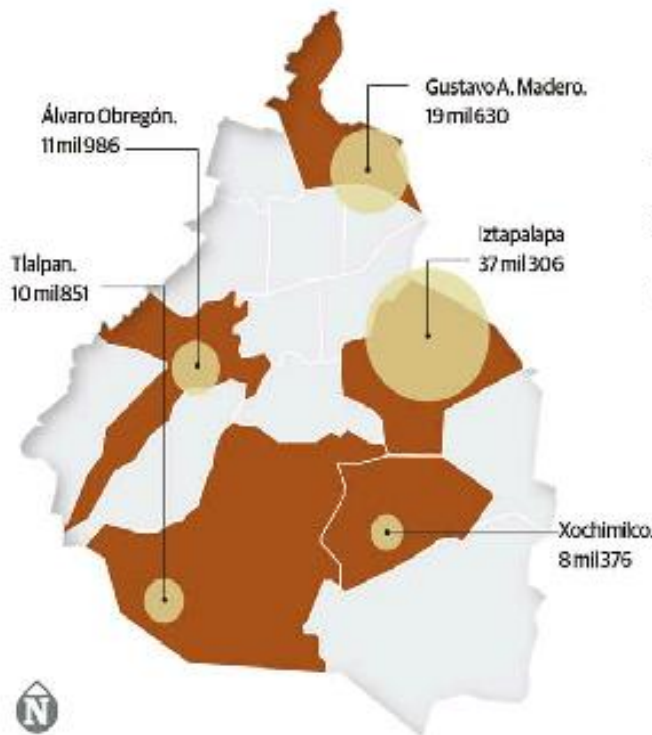 Gustavo A. Madero.
19 mil 630
Álvaro Obregón.
11 mil 986
Iztapalapa
37 mil 306
Tlalpan.
10 mil 851
Xochimilco.
8 mil 376
N